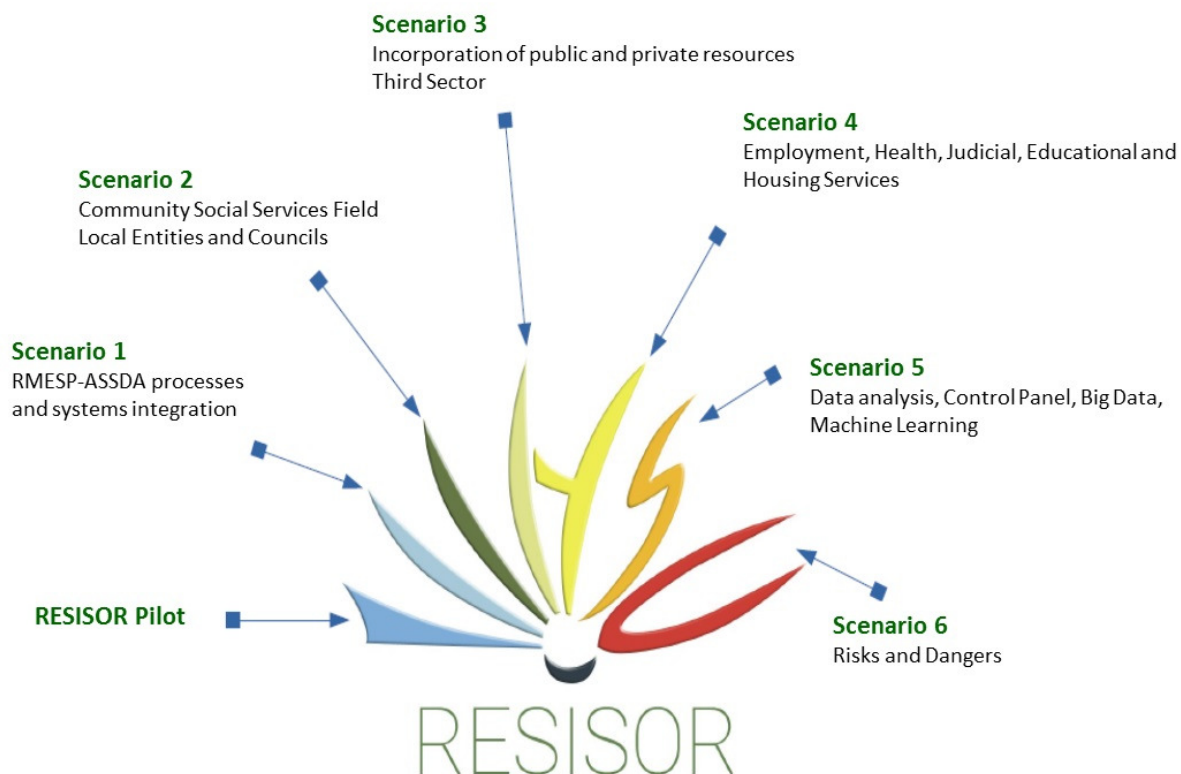 Scenario 3
Incorporation of public and private resources
Third Sector
Scenario 4
Employment, Health, Judicial, Educational and
Housing Services
Scenario 2
Community Social Services Field
Local Entities and Councils
Scenario 1
RMESP-ASSDA processes
and systems integration
Scenario 5
Data analysis, Control Panel, Big Data,
Machine Learning
RESISOR Pilot
Scenario 6
Risks and Dangers
RESISOR